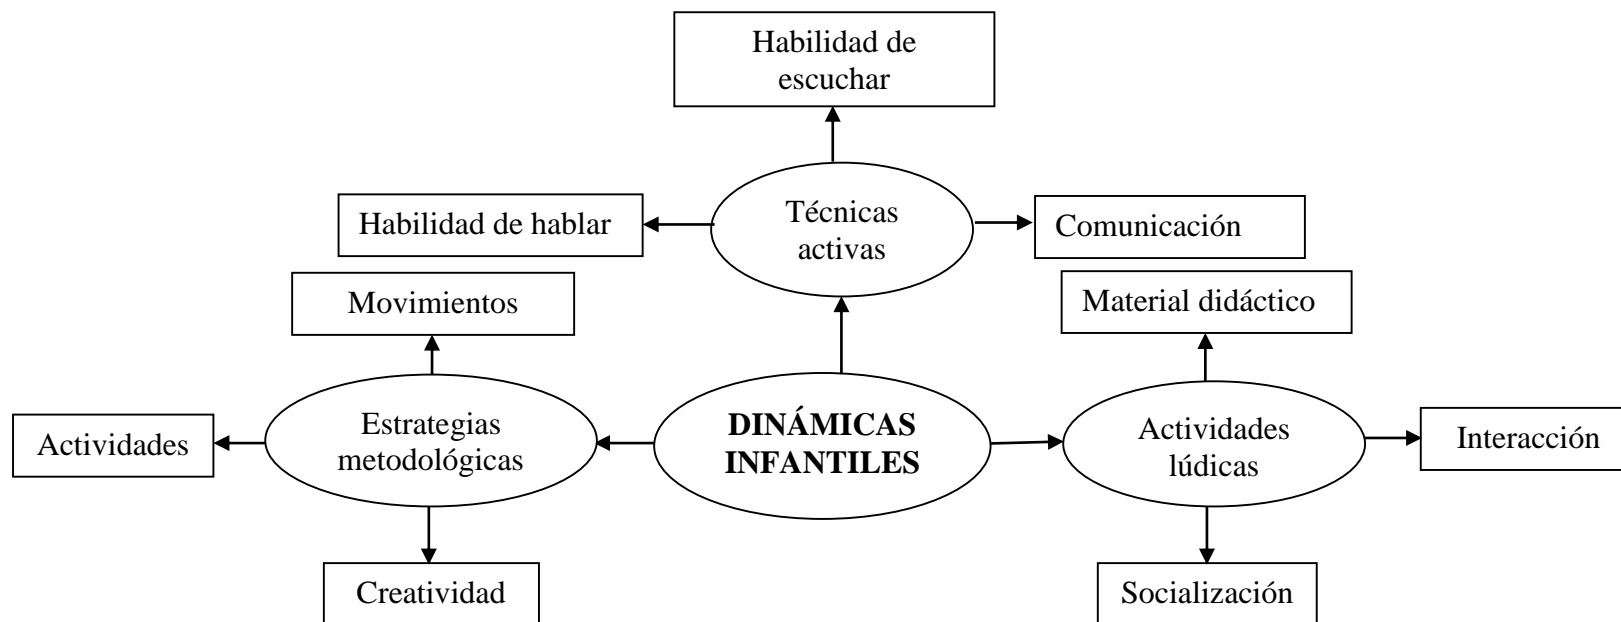 Habilidad de
escuchar
Técnicas
activas
Habilidad de hablar
Comunicación
Movimientos
Material didáctico
Estrategias
metodológicas
Actividades
DINÁMICAS
INFANTILES
Actividades
lúdicas
Interacción
Creatividad
Socialización